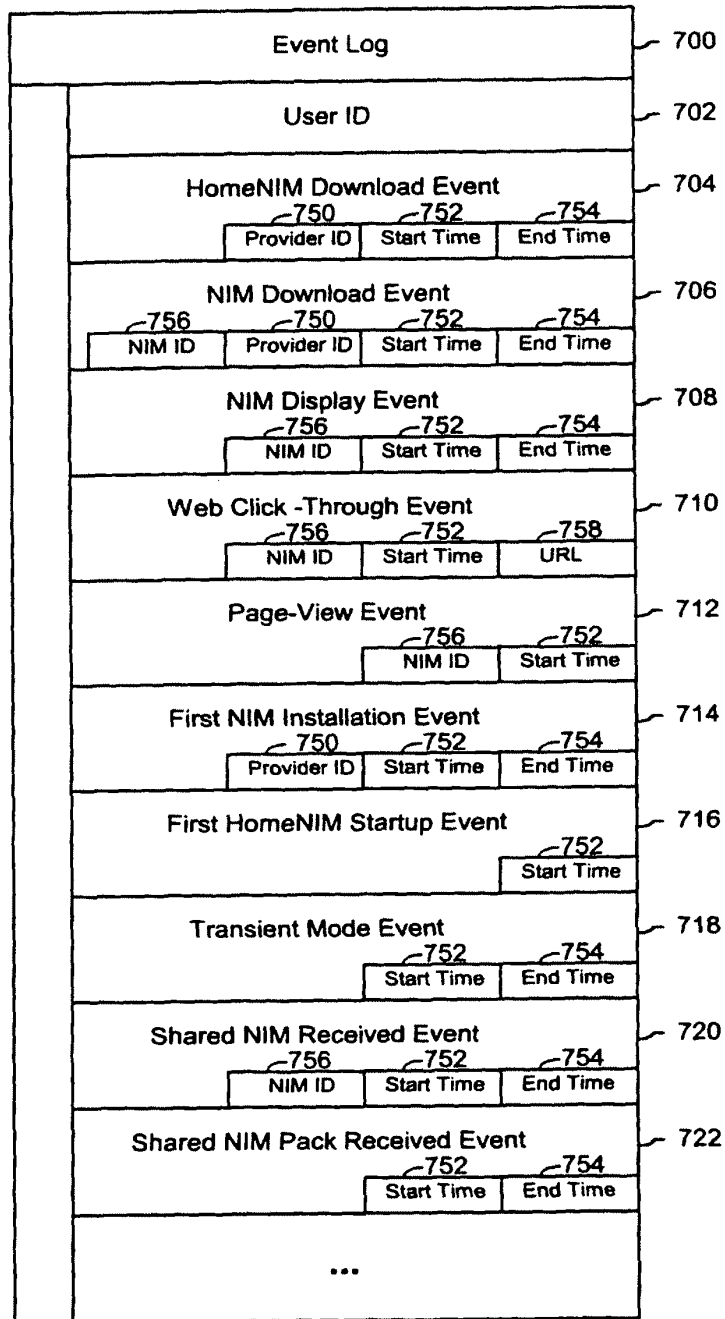 Event Log 700
User ID 702
HomeNIM Download Event 704
750 752 754
Provider ID Start Time End Time
NIM Download Event 706
756 750 752 754
NIM ID Provider ID Start Time End Time
NIM Display Event 708
756 752 754
NIM ID Start Time End Time
Web Click -Through Event 710
756 752 758
NIM ID Start Time URL
Page-View Event 712
756 752
NIM ID Start Time
First NIM Installation Event 714
750 752 754
Provider ID Start Time End Time
First HomeNIM Startup Event 716
752
Start Time
Transient Mode Event 718
752 754
Start Time End Time
Shared NIM Received Event 720
756 752 754
NIM ID Start Time End Time
Shared NIM Pack Received Event 722
752 754
Start Time End Time
...